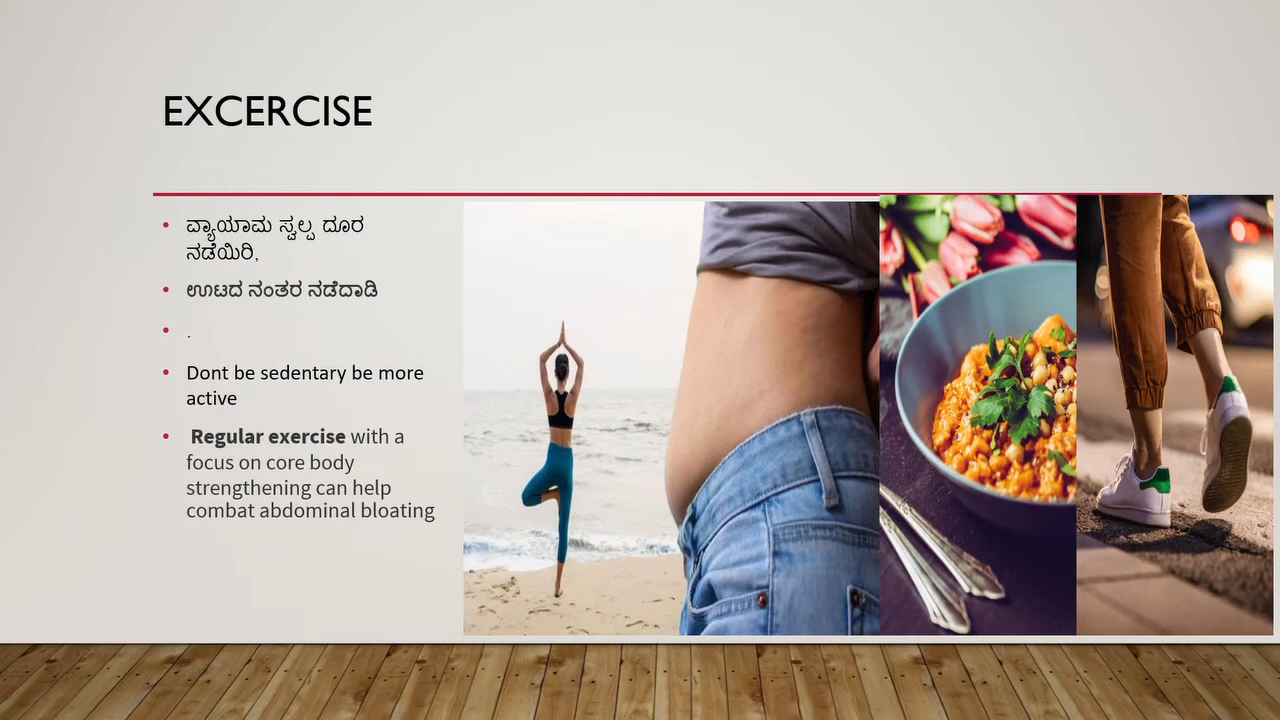 EXCERCISE
ವ್ಯಾಯಾಮ ಸ್ವಲ್ಪ ದೂರ
ನಡೆಯಿರಿ,
ಊಟದ ನಂತರ ನಡೆದಾಡಿ
.
Dont be sedentary be more
active
Regular exercise with a
focus on core body
strengthening can help
combat abdominal bloating